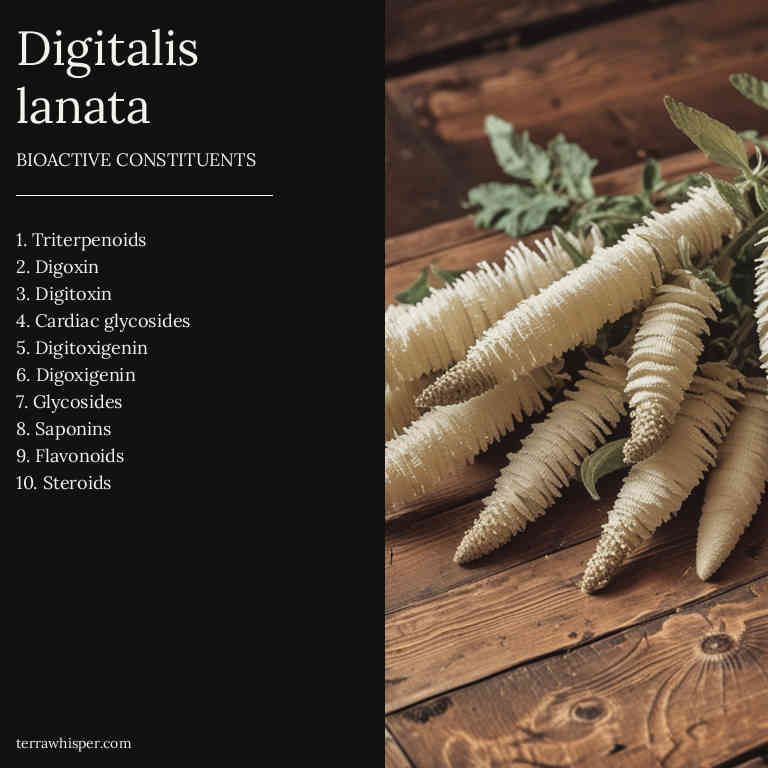 Digitalis
lanata
BIOACTIVE CONSTITUENTS
1. Triterpenoids
2. Digoxin
3. Digitoxin
4. Cardiac glycosides
5. Digitoxigenin
6. Digoxigenin
7. Glycosides
8. Saponins
9. Flavonoids
10. Steroids
terrawhisper.com